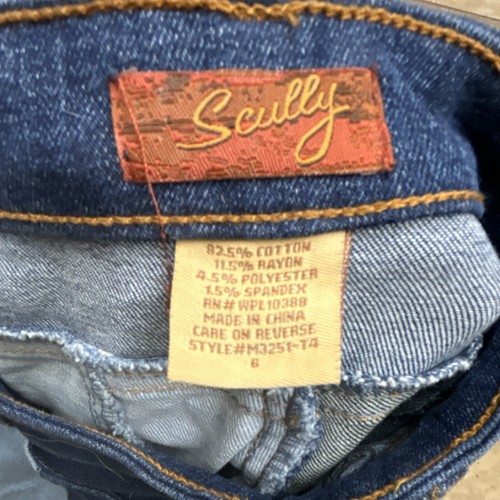 Scully
82.5% COTTON
11.5% RAYON
4.5% POLYESTER
1.5% SPANDEX
RN# WPL10388
MADE IN CHINA
CARE ON REVERSE
STYLE#M3251-T4
6